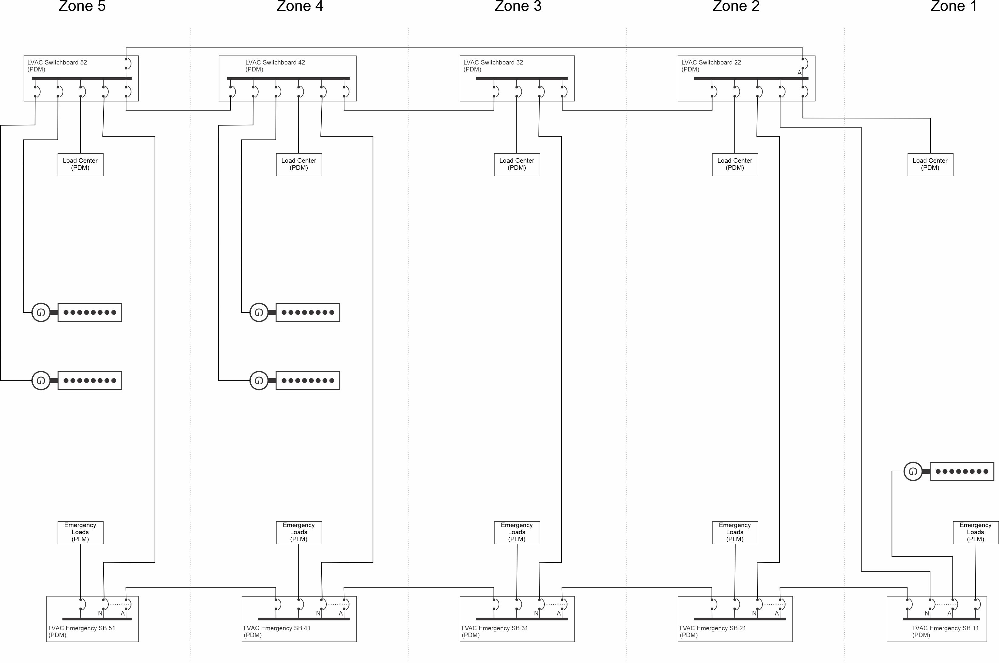 Zone 5
Zone 4
Zone 3
Zone 2
Zone 1
LVAC Switchboard 52
(PDM)
LVAC Switchboard 42
(PDM)
LVAC Switchboard 32
(PDM)
LVAC Switchboard 22
(PDM)
A
Load Center
(PDM)
Load Center
(PDM)
Load Center
(PDM)
Load Center
(PDM)
Load Center
(PDM)
G
G
G
G
G
Emergency
Loads
(PLM)
Emergency
Loads
(PLM)
Emergency
Loads
(PLM)
Emergency
Loads
(PLM)
Emergency
Loads
(PLM)
N
A
N
A
N
A
N
A
N
A
LVAC Emergency SB 51
(PDM)
LVAC Emergency SB 41
(PDM)
LVAC Emergency SB 31
(PDM)
LVAC Emergency SB 21
(PDM)
LVAC Emergency SB 11
(PDM)